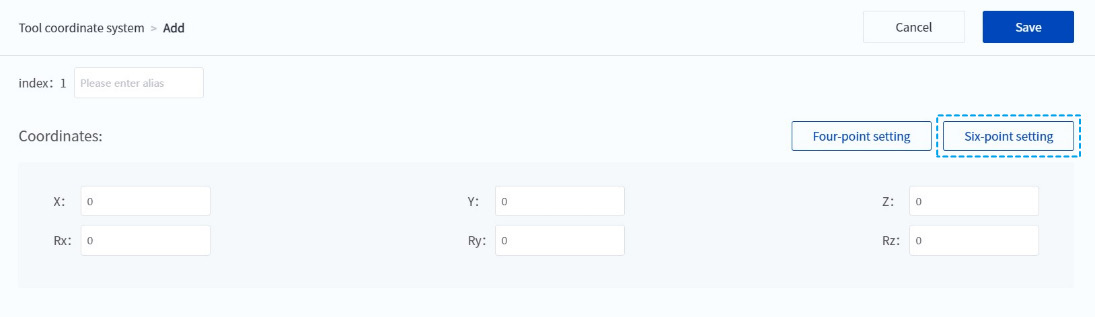 Tool coordinate system > Add
Cancel
Save
index: 1
Please enter alias
Coordinates:
Four-point setting
Six-point setting
X: 0
Y: 0
Z: 0
Rx: 0
Ry: 0
Rz: 0